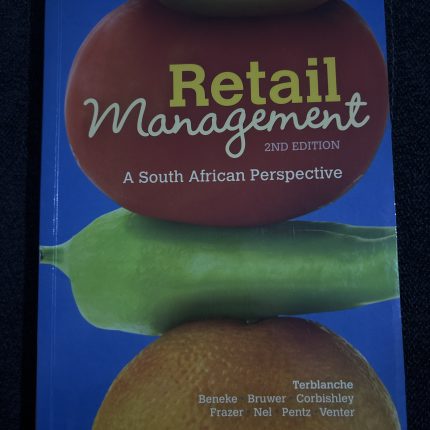 Retail
Management
2ND EDITION
A South African Perspective
Terblanche
Beneke Bruwer Corbishley
Frazer Nel Pentz Venter